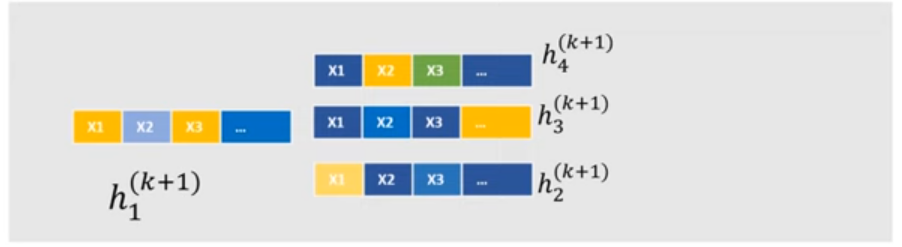 X1 X2 X3 ... h_4^{(k+1)}
X1 X2 X3 ... h_3^{(k+1)}
X1 X2 X3 ...
X1 X2 X3 ... h_2^{(k+1)}
h_1^{(k+1)}